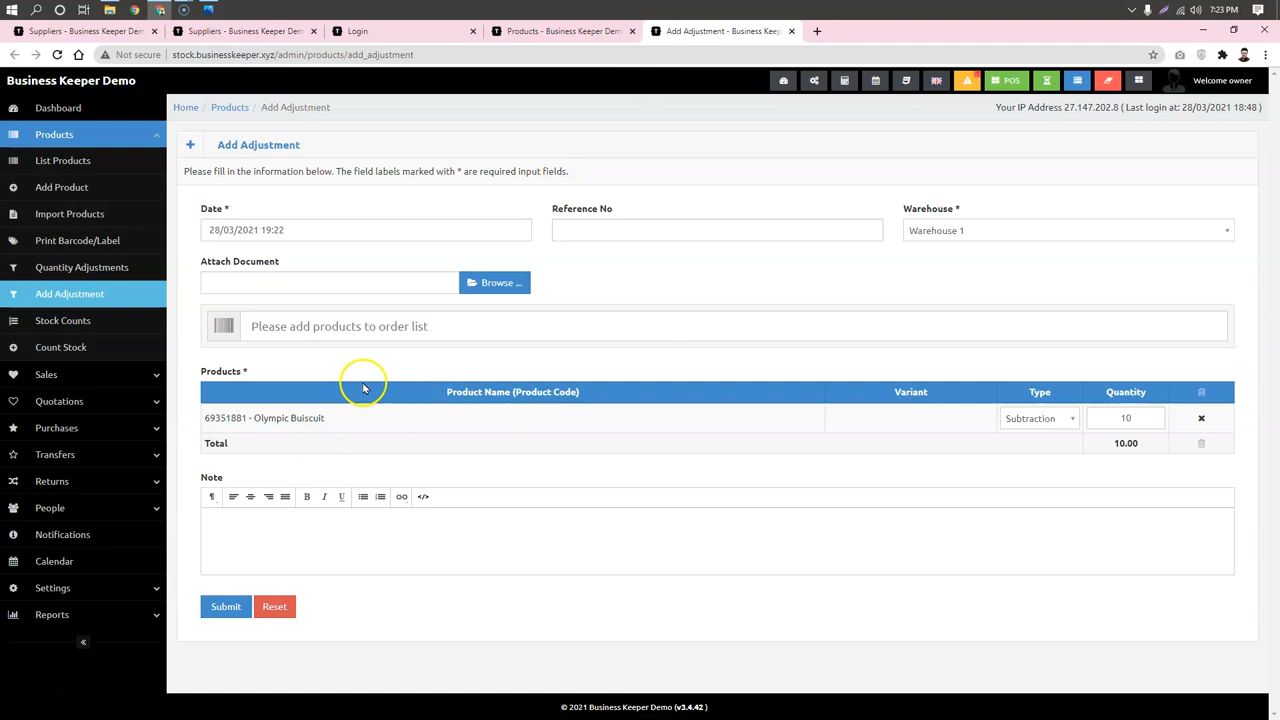 7:23 PM
Suppliers - Business Keeper Demo
Suppliers - Business Keeper Demo
Login
Products - Business Keeper Demo
Add Adjustment - Business Keep
Not secure
stock.businesskeeper.xyz/admin/products/add_adjustment
Business Keeper Demo
POS
Welcome owner
Dashboard
Products
List Products
Add Product
Import Products
Print Barcode/Label
Quantity Adjustments
Add Adjustment
Stock Counts
Count Stock
Sales
Quotations
Purchases
Transfers
Returns
People
Notifications
Calendar
Settings
Reports
Home / Products / Add Adjustment
Your IP Address 27.147.202.8 ( Last login at: 28/03/2021 18:48 )
Add Adjustment
Please fill in the information below. The field labels marked with * are required input fields.
Date *
Reference No
Warehouse *
28/03/2021 19:22
Warehouse 1
Attach Document
Browse ...
Please add products to order list
Products *
Product Name (Product Code)
Variant
Type
Quantity
69351881 - Olympic Buiscuit
Subtraction
10
Total
10.00
Note
B I U
Submit
Reset
© 2021 Business Keeper Demo (v3.4.42 )